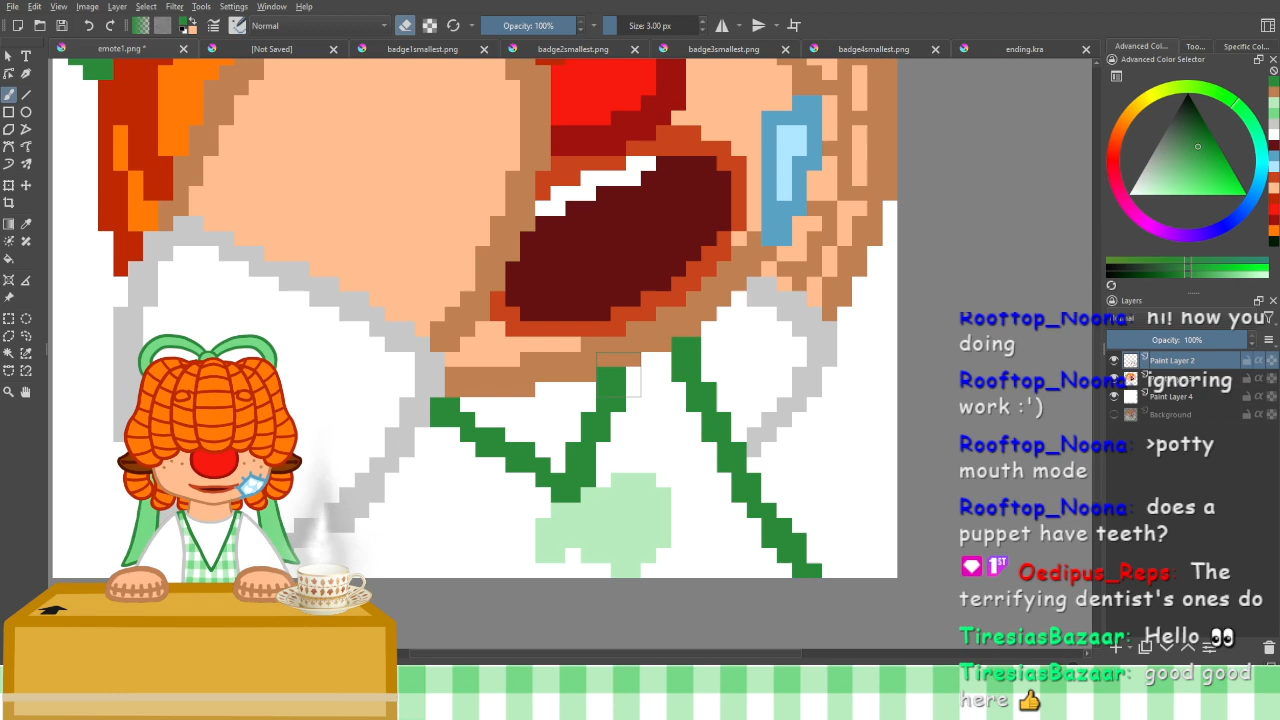 File Edit View Image Layer Select Filter Tools Settings Window Help
Normal Opacity: 100% Size: 3.00 px
emote1.png * [Not Saved] badge1smallest.png badge2smallest.png badge3smallest.png badge4smallest.png ending.kra
Advanced Col... Too... Specific Col...
Advanced Color Selector
Layers
Opacity: 100%
Paint Layer 2
Paint Layer 4
Background
Rooftop_Noona: hi! how you
doing
Rooftop_Noona: ignoring
work :')
Rooftop_Noona: >potty
mouth mode
Rooftop_Noona: does a
puppet have teeth?
1ST Oedipus_Reps: The
terrifying dentist's ones do
TiresiasBazaar: Hello 👀
TiresiasBazaar: good good
here 👍